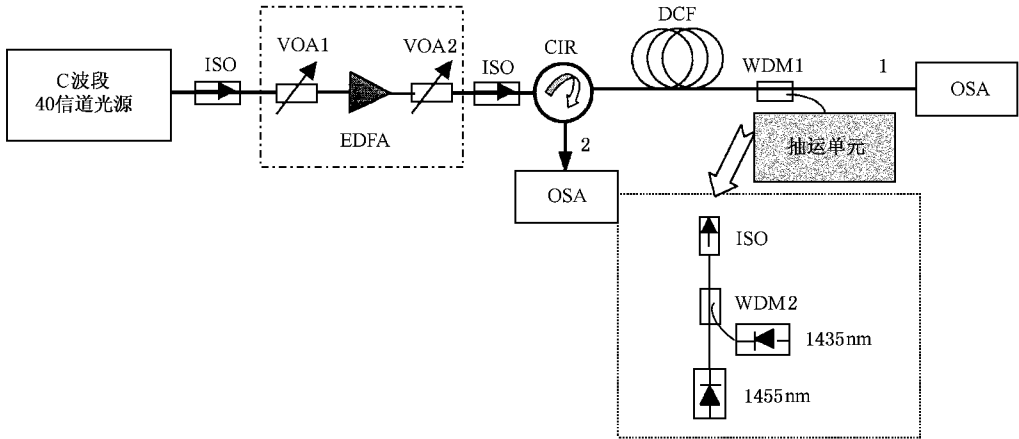 C波段
40信道光源
ISO
VOA1
EDFA
VOA2
ISO
CIR
2
OSA
DCF
WDM1
1
OSA
抽运单元
ISO
WDM2
1435nm
1455nm